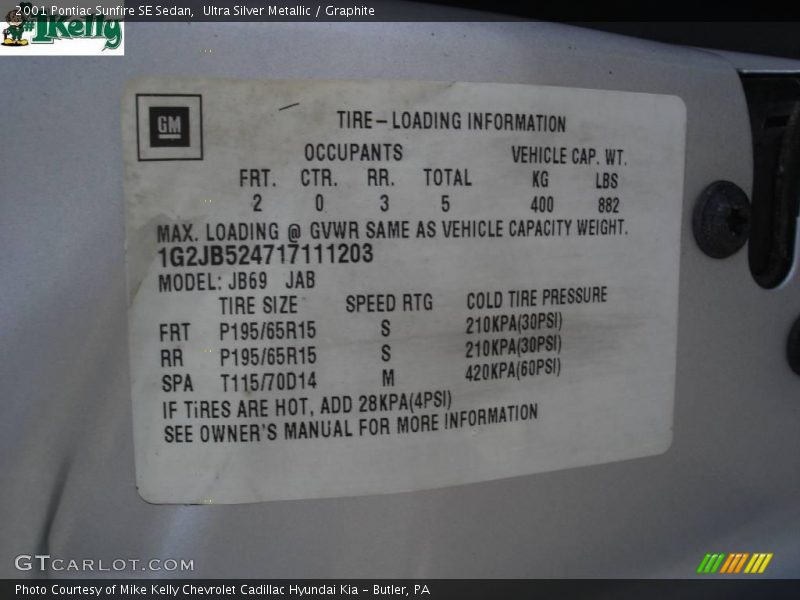 2001 Pontiac Sunfire SE Sedan, Ultra Silver Metallic / Graphite
#1Kelly
GM
TIRE-LOADING INFORMATION
OCCUPANTS VEHICLE CAP. WT.
FRT. CTR. RR. TOTAL KG LBS
2 0 3 5 400 882
MAX. LOADING @ GVWR SAME AS VEHICLE CAPACITY WEIGHT.
1G2JB524717111203
MODEL: JB69 JAB
TIRE SIZE SPEED RTG COLD TIRE PRESSURE
FRT P195/65R15 S 210KPA(30PSI)
RR P195/65R15 S 210KPA(30PSI)
SPA T115/70D14 M 420KPA(60PSI)
IF TIRES ARE HOT, ADD 28KPA(4PSI)
SEE OWNER'S MANUAL FOR MORE INFORMATION
GTCARLOT.COM
Photo Courtesy of Mike Kelly Chevrolet Cadillac Hyundai Kia - Butler, PA